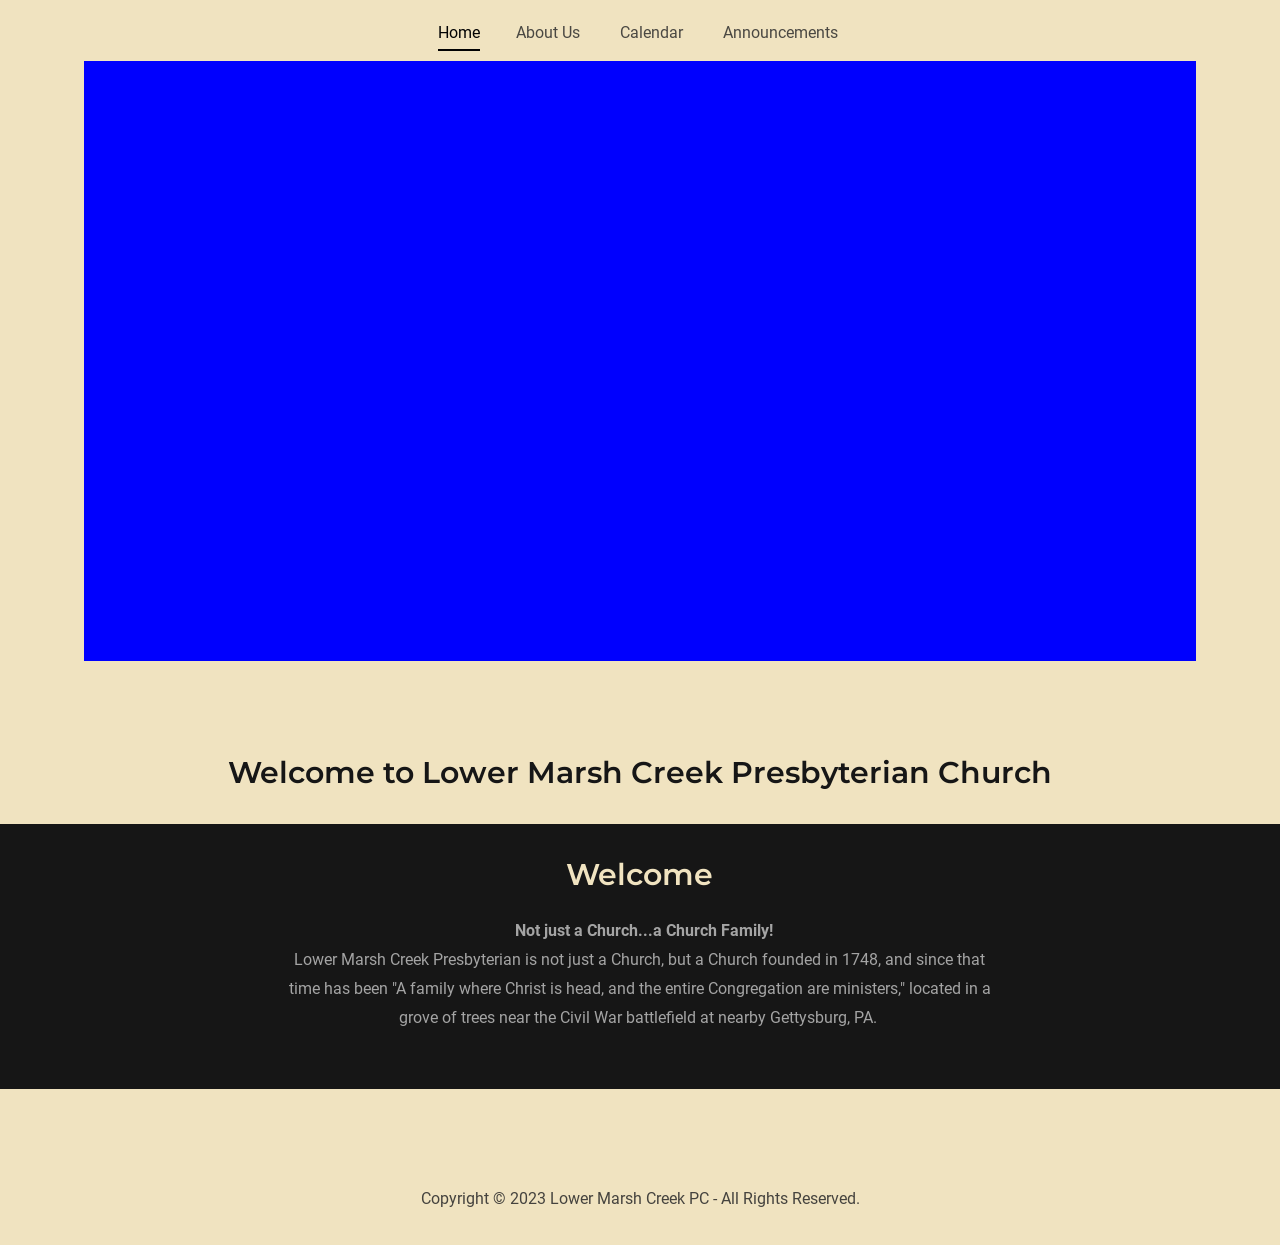 Home About Us Calendar Announcements
Welcome to Lower Marsh Creek Presbyterian Church
Welcome
Not just a Church...a Church Family!
Lower Marsh Creek Presbyterian is not just a Church, but a Church founded in 1748, and since that
time has been "A family where Christ is head, and the entire Congregation are ministers," located in a
grove of trees near the Civil War battlefield at nearby Gettysburg, PA.
Copyright © 2023 Lower Marsh Creek PC - All Rights Reserved.